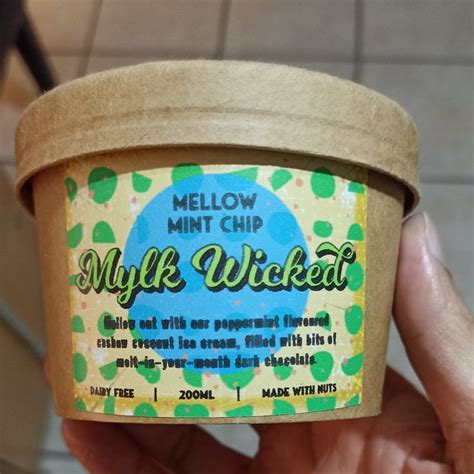 MELLOW
MINT CHIP
Mylk Wicked
Mellow out with our peppermint flavoured
cashew coconut ice cream, filled with bits of
melt-in-your-mouth dark chocolate.
DAIRY FREE | 200ML | MADE WITH NUTS